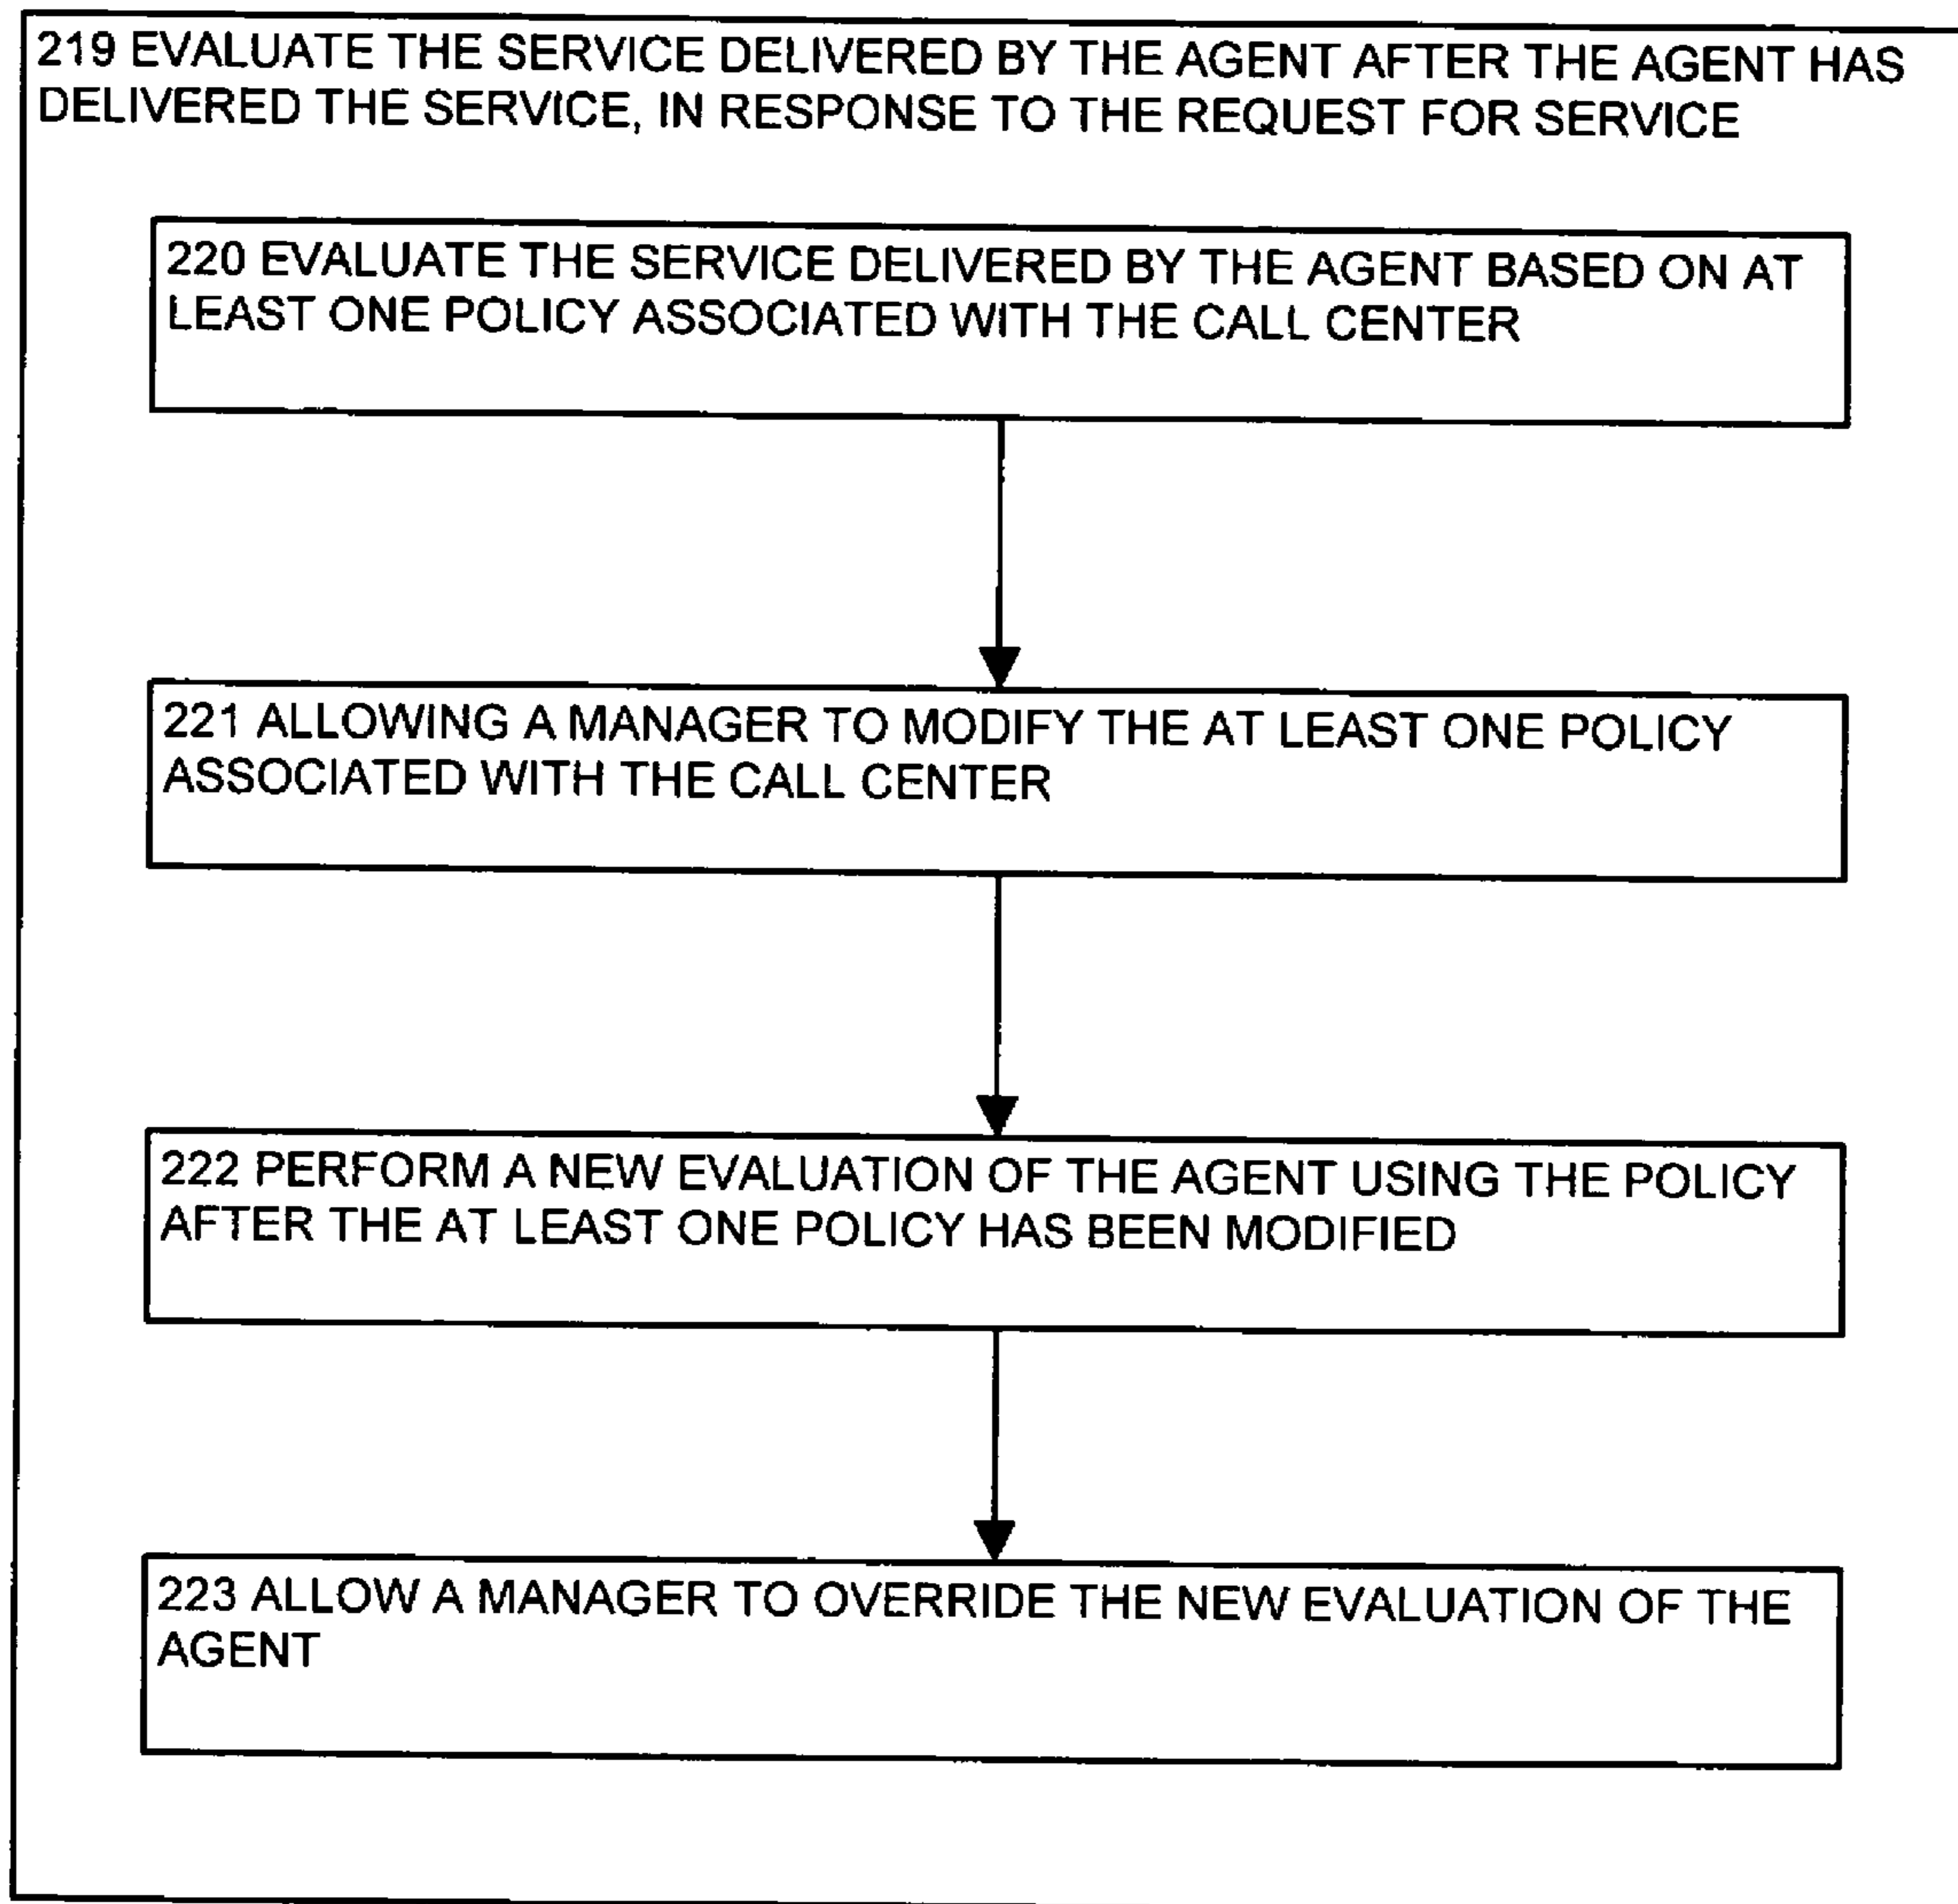 219 EVALUATE THE SERVICE DELIVERED BY THE AGENT AFTER THE AGENT HAS
DELIVERED THE SERVICE, IN RESPONSE TO THE REQUEST FOR SERVICE
220 EVALUATE THE SERVICE DELIVERED BY THE AGENT BASED ON AT
LEAST ONE POLICY ASSOCIATED WITH THE CALL CENTER
221 ALLOWING A MANAGER TO MODIFY THE AT LEAST ONE POLICY
ASSOCIATED WITH THE CALL CENTER
222 PERFORM A NEW EVALUATION OF THE AGENT USING THE POLICY
AFTER THE AT LEAST ONE POLICY HAS BEEN MODIFIED
223 ALLOW A MANAGER TO OVERRIDE THE NEW EVALUATION OF THE
AGENT